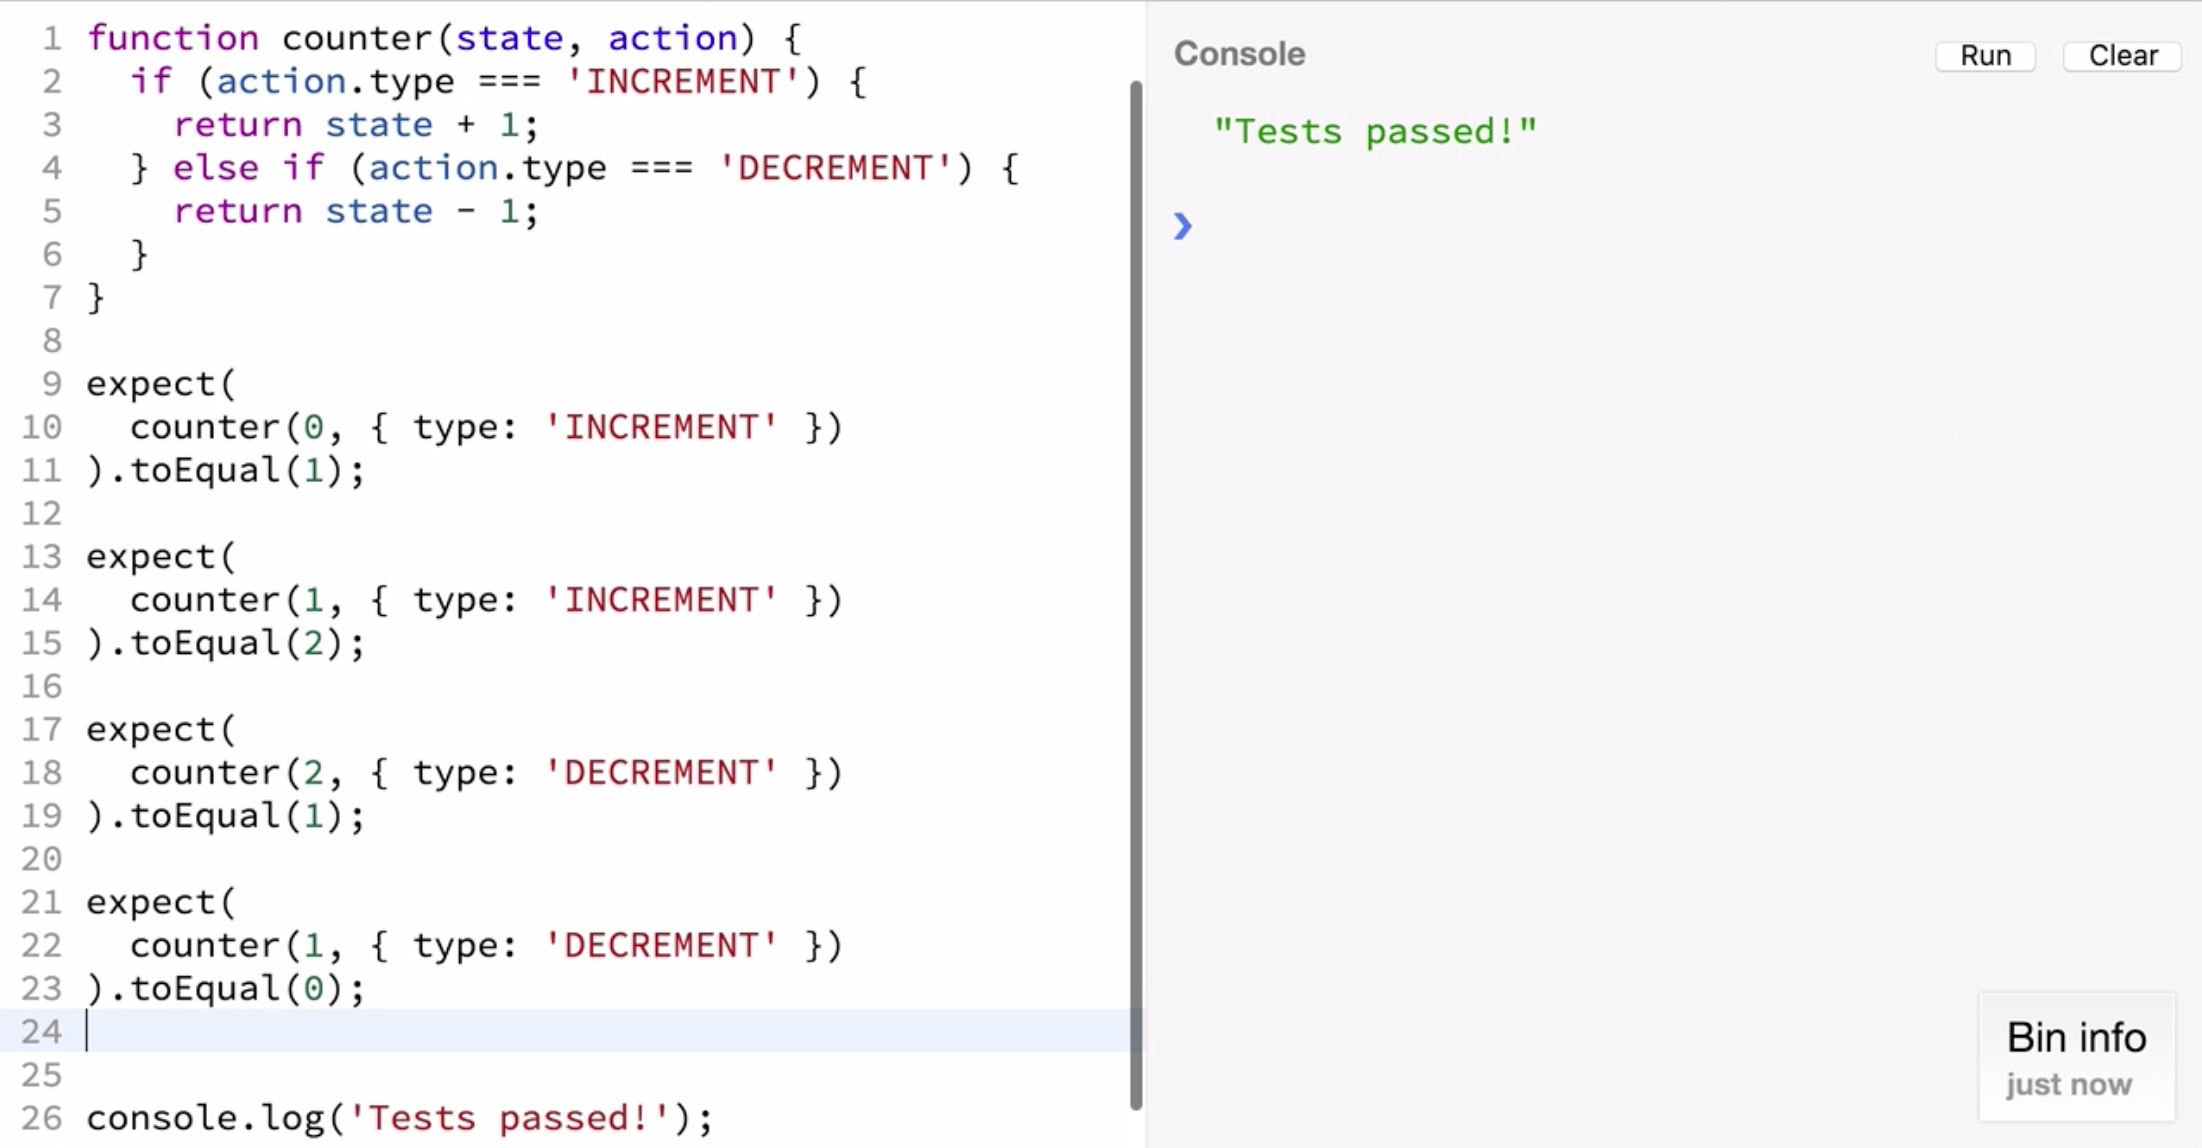 1 function counter(state, action) {
2   if (action.type === 'INCREMENT') {
3     return state + 1;
4   } else if (action.type === 'DECREMENT') {
5     return state - 1;
6   }
7 }
8
9 expect(
10   counter(0, { type: 'INCREMENT' })
11 ).toEqual(1);
12
13 expect(
14   counter(1, { type: 'INCREMENT' })
15 ).toEqual(2);
16
17 expect(
18   counter(2, { type: 'DECREMENT' })
19 ).toEqual(1);
20
21 expect(
22   counter(1, { type: 'DECREMENT' })
23 ).toEqual(0);
24
25
26 console.log('Tests passed!');
Console
Run Clear
"Tests passed!"
❯
Bin info
just now